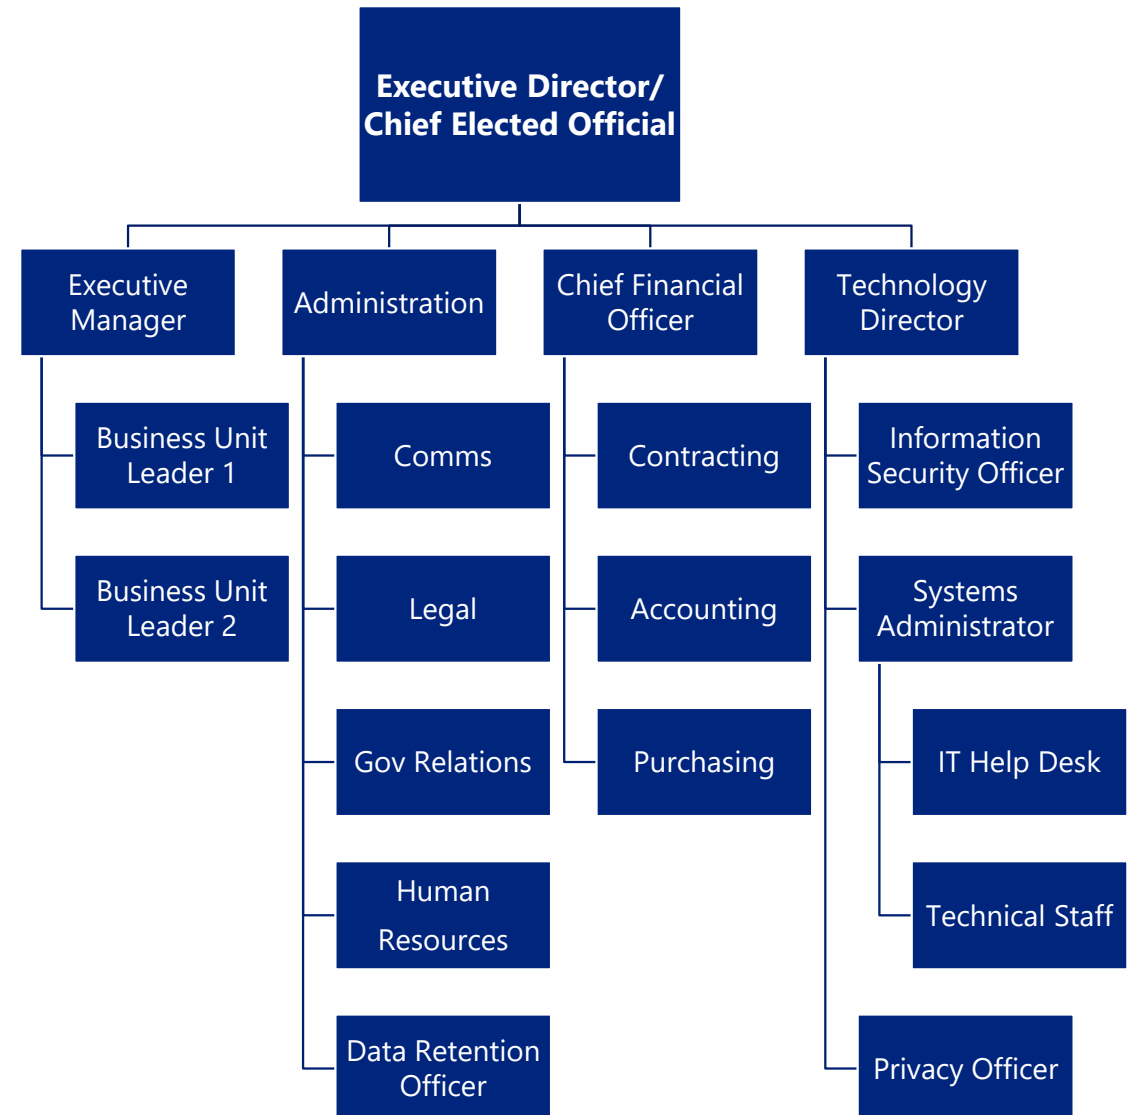 Executive Director/
Chief Elected Official
Executive
Manager
Administration
Chief Financial
Officer
Technology
Director
Business Unit
Leader 1
Comms
Contracting
Information
Security Officer
Business Unit
Leader 2
Legal
Accounting
Systems
Administrator
Gov Relations
Purchasing
IT Help Desk
Human
Resources
Technical Staff
Data Retention
Officer
Privacy Officer